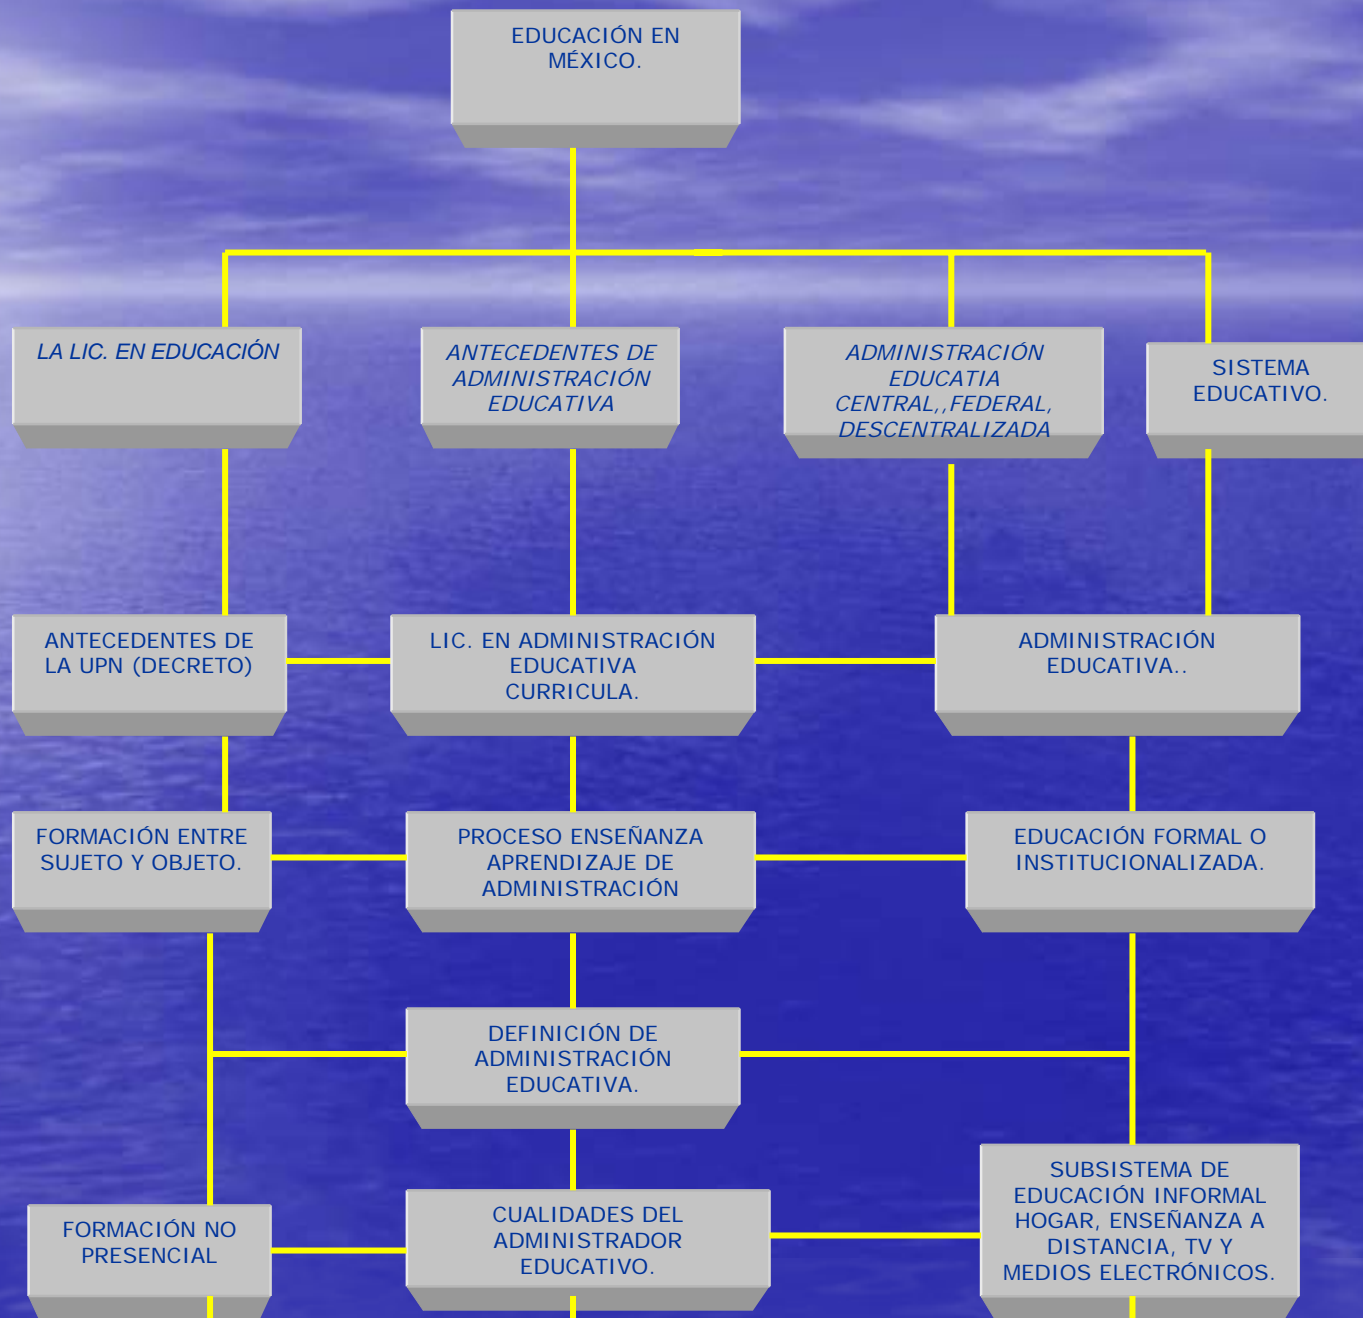 EDUCACIÓN EN
MÉXICO.
LA LIC. EN EDUCACIÓN
ANTECEDENTES DE
ADMINISTRACIÓN
EDUCATIVA
ADMINISTRACIÓN
EDUCATIA
CENTRAL,,FEDERAL,
DESCENTRALIZADA
SISTEMA
EDUCATIVO.
ANTECEDENTES DE
LA UPN (DECRETO)
LIC. EN ADMINISTRACIÓN
EDUCATIVA
CURRICULA.
ADMINISTRACIÓN
EDUCATIVA..
FORMACIÓN ENTRE
SUJETO Y OBJETO.
PROCESO ENSEÑANZA
APRENDIZAJE DE
ADMINISTRACIÓN
EDUCACIÓN FORMAL O
INSTITUCIONALIZADA.
DEFINICIÓN DE
ADMINISTRACIÓN
EDUCATIVA.
FORMACIÓN NO
PRESENCIAL
CUALIDADES DEL
ADMINISTRADOR
EDUCATIVO.
SUBSISTEMA DE
EDUCACIÓN INFORMAL
HOGAR, ENSEÑANZA A
DISTANCIA, TV Y
MEDIOS ELECTRÓNICOS.